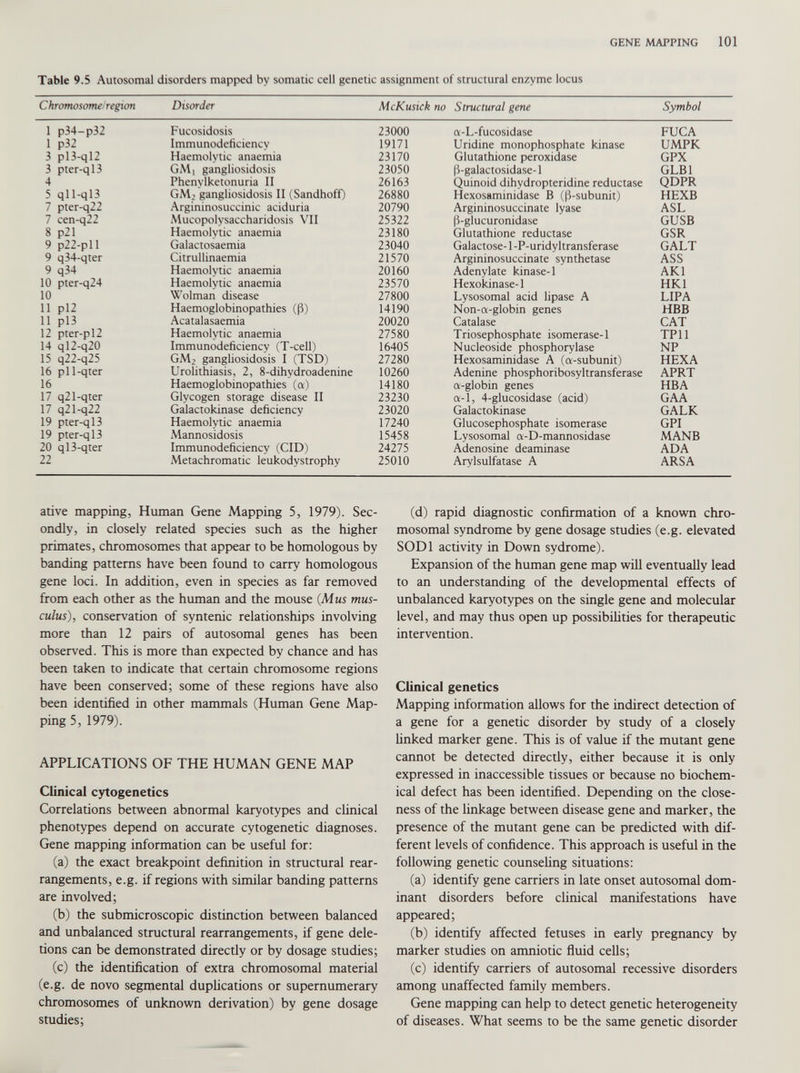 GENE MAPPING 101
Table 9.5 Autosomal disorders mapped by somatic cell genetic assignment of structural enzyme locus
Chromosome/region Disorder McKusick no Structural gene Symbol
1 p34-p32 Fucosidosis 23000 α-L-fucosidase FUCA
1 p32 Immunodeficiency 19171 Uridine monophosphate kinase UMPK
3 p13-q12 Haemolytic anaemia 23170 Glutathione peroxidase GPX
3 pter-q13 GM₁ gangliosidosis 23050 β-galactosidase-1 GLB1
4 Phenylketonuria II 26163 Quinoid dihydropteridine reductase QDPR
5 q11-q13 GM₂ gangliosidosis II (Sandhoff) 26880 Hexosaminidase B (β-subunit) HEXB
7 pter-q22 Argininosuccinic aciduria 20790 Argininosuccinate lyase ASL
7 cen-q22 Mucopolysaccharidosis VII 25322 β-glucuronidase GUSB
8 p21 Haemolytic anaemia 23180 Glutathione reductase GSR
9 p22-p11 Galactosaemia 23040 Galactose-1-P-uridyltransferase GALT
9 q34-qter Citrullinaemia 21570 Argininosuccinate synthetase ASS
9 q34 Haemolytic anaemia 20160 Adenylate kinase-1 AK1
10 pter-q24 Haemolytic anaemia 23570 Hexokinase-1 HK1
10 Wolman disease 27800 Lysosomal acid lipase A LIPA
11 p12 Haemoglobinopathies (β) 14190 Non-α-globin genes HBB
11 p13 Acatalasaemia 20020 Catalase CAT
12 pter-p12 Haemolytic anaemia 27580 Triosephosphate isomerase-1 TP11
14 q12-q20 Immunodeficiency (T-cell) 16405 Nucleoside phosphorylase NP
15 q22-q25 GM₂ gangliosidosis I (TSD) 27280 Hexosaminidase A (α-subunit) HEXA
16 p11-qter Urolithiasis, 2, 8-dihydroadenine 10260 Adenine phosphoribosyltransferase APRT
16 Haemoglobinopathies (α) 14180 α-globin genes HBA
17 q21-qter Glycogen storage disease II 23230 α-1, 4-glucosidase (acid) GAA
17 q21-q22 Galactokinase deficiency 23020 Galactokinase GALK
19 pter-q13 Haemolytic anaemia 17240 Glucosephosphate isomerase GPI
19 pter-q13 Mannosidosis 15458 Lysosomal α-D-mannosidase MANB
20 q13-qter Immunodeficiency (CID) 24275 Adenosine deaminase ADA
22 Metachromatic leukodystrophy 25010 Arylsulfatase A ARSA
ative mapping, Human Gene Mapping 5, 1979). Sec-
ondly, in closely related species such as the higher
primates, chromosomes that appear to be homologous by
banding patterns have been found to carry homologous
gene loci. In addition, even in species as far removed
from each other as the human and the mouse (Mus mus-
culus), conservation of syntenic relationships involving
more than 12 pairs of autosomal genes has been
observed. This is more than expected by chance and has
been taken to indicate that certain chromosome regions
have been conserved; some of these regions have also
been identified in other mammals (Human Gene Map-
ping 5, 1979).
APPLICATIONS OF THE HUMAN GENE MAP
Clinical cytogenetics
Correlations between abnormal karyotypes and clinical
phenotypes depend on accurate cytogenetic diagnoses.
Gene mapping information can be useful for:
(a) the exact breakpoint definition in structural rear-
rangements, e.g. if regions with similar banding patterns
are involved;
(b) the submicroscopic distinction between balanced
and unbalanced structural rearrangements, if gene dele-
tions can be demonstrated directly or by dosage studies;
(c) the identification of extra chromosomal material
(e.g. de novo segmental duplications or supernumerary
chromosomes of unknown derivation) by gene dosage
studies;
(d) rapid diagnostic confirmation of a known chro-
mosomal syndrome by gene dosage studies (e.g. elevated
SOD1 activity in Down sydrome).
Expansion of the human gene map will eventually lead
to an understanding of the developmental effects of
unbalanced karyotypes on the single gene and molecular
level, and may thus open up possibilities for therapeutic
intervention.
Clinical genetics
Mapping information allows for the indirect detection of
a gene for a genetic disorder by study of a closely
linked marker gene. This is of value if the mutant gene
cannot be detected directly, either because it is only
expressed in inaccessible tissues or because no biochem-
ical defect has been identified. Depending on the close-
ness of the linkage between disease gene and marker, the
presence of the mutant gene can be predicted with dif-
ferent levels of confidence. This approach is useful in the
following genetic counseling situations:
(a) identify gene carriers in late onset autosomal dom-
inant disorders before clinical manifestations have
appeared;
(b) identify affected fetuses in early pregnancy by
marker studies on amniotic fluid cells;
(c) identify carriers of autosomal recessive disorders
among unaffected family members.
Gene mapping can help to detect genetic heterogeneity
of diseases. What seems to be the same genetic disorder